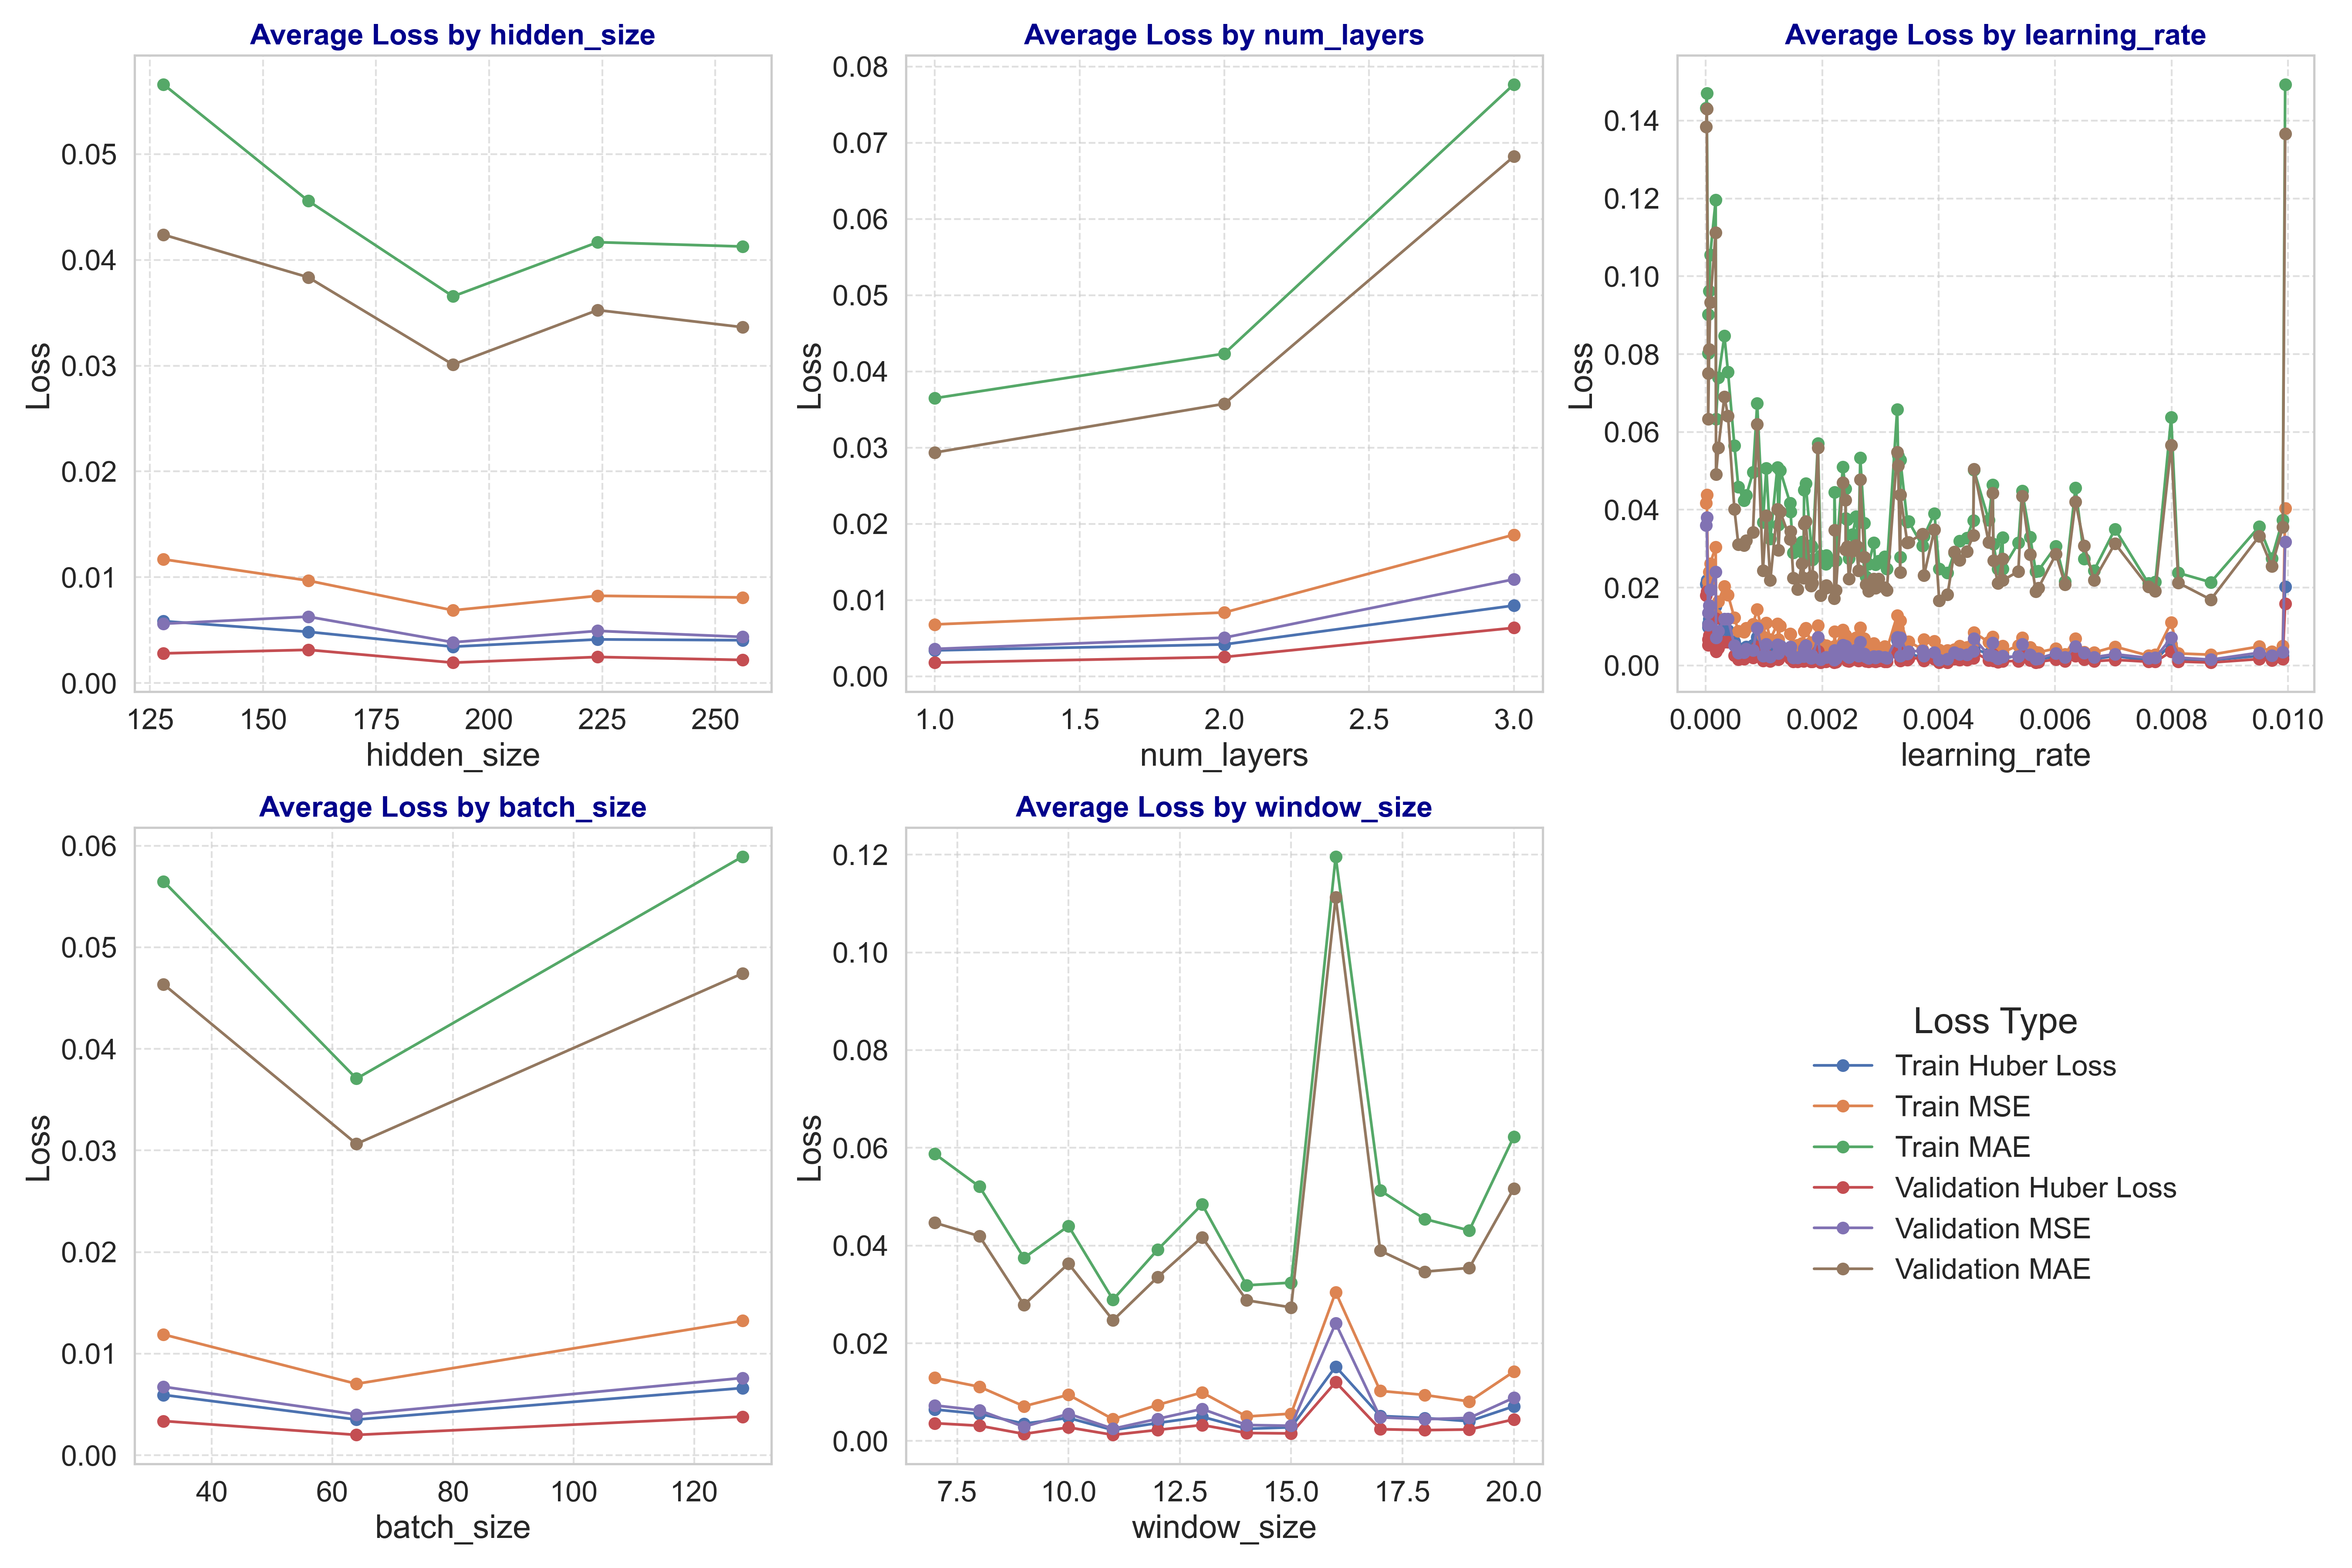 Average Loss by hidden_size
0.05
0.04
0.03
0.02
0.01
0.00
Loss
125 150 175 200 225 250
hidden_size
Average Loss by num_layers
0.08
0.07
0.06
0.05
0.04
0.03
0.02
0.01
0.00
Loss
1.0 1.5 2.0 2.5 3.0
num_layers
Average Loss by learning_rate
0.14
0.12
0.10
0.08
0.06
0.04
0.02
0.00
Loss
0.000 0.002 0.004 0.006 0.008 0.010
learning_rate
Average Loss by batch_size
0.06
0.05
0.04
0.03
0.02
0.01
0.00
Loss
40 60 80 100 120
batch_size
Average Loss by window_size
0.12
0.10
0.08
0.06
0.04
0.02
0.00
Loss
7.5 10.0 12.5 15.0 17.5 20.0
window_size
Loss Type
Train Huber Loss
Train MSE
Train MAE
Validation Huber Loss
Validation MSE
Validation MAE